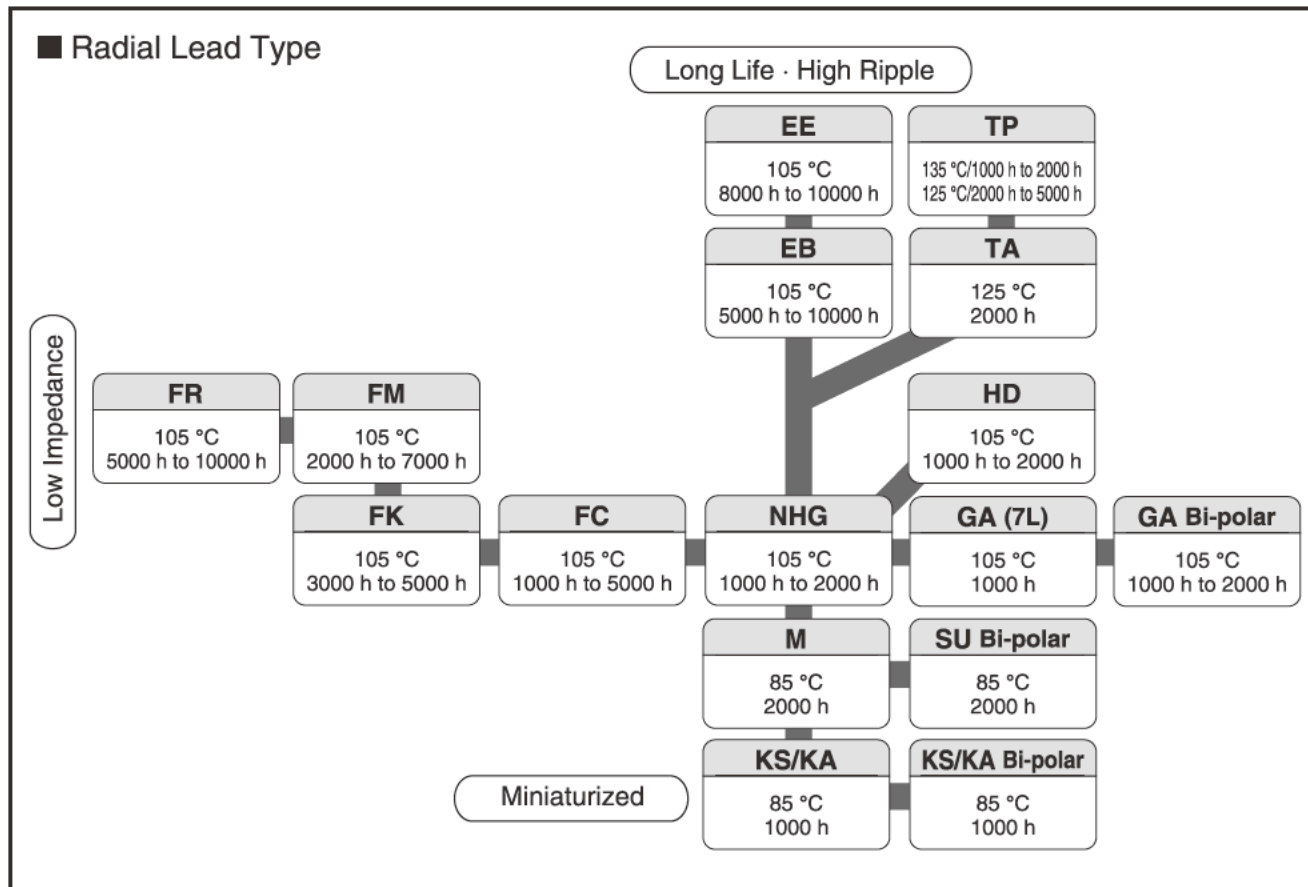 ■ Radial Lead Type
Long Life · High Ripple
EE
105 °C
8000 h to 10000 h
TP
135 °C/1000 h to 2000 h
125 °C/2000 h to 5000 h
EB
105 °C
5000 h to 10000 h
TA
125 °C
2000 h
Low Impedance
FR
105 °C
5000 h to 10000 h
FM
105 °C
2000 h to 7000 h
HD
105 °C
1000 h to 2000 h
FK
105 °C
3000 h to 5000 h
FC
105 °C
1000 h to 5000 h
NHG
105 °C
1000 h to 2000 h
GA (7L)
105 °C
1000 h
GA Bi-polar
105 °C
1000 h to 2000 h
M
85 °C
2000 h
SU Bi-polar
85 °C
2000 h
Miniaturized
KS/KA
85 °C
1000 h
KS/KA Bi-polar
85 °C
1000 h